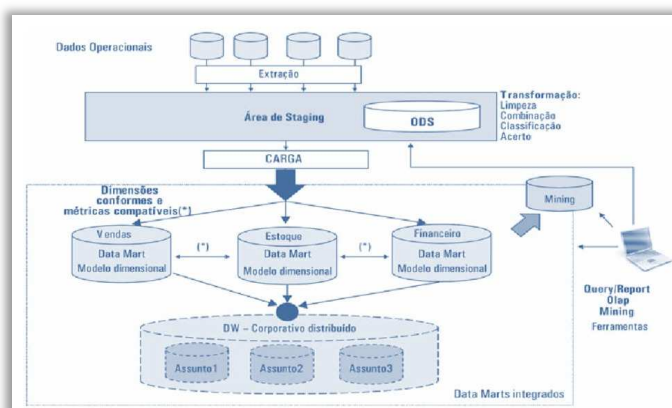 Dados Operacionais
Extração
Área de Staging
ODS
Transformação:
Limpeza
Combinação
Classificação
Acerto
CARGA
Dimensões
conformes e
métricas compatíveis(*)
Mining
Vendas
Data Mart
Modelo dimensional
(*)
Estoque
Data Mart
Modelo dimensional
(*)
Financeiro
Data Mart
Modelo dimensional
Query/Report
Olap
Mining
Ferramentas
DW – Corporativo distribuído
Assunto1
Assunto2
Assunto3
Data Marts integrados